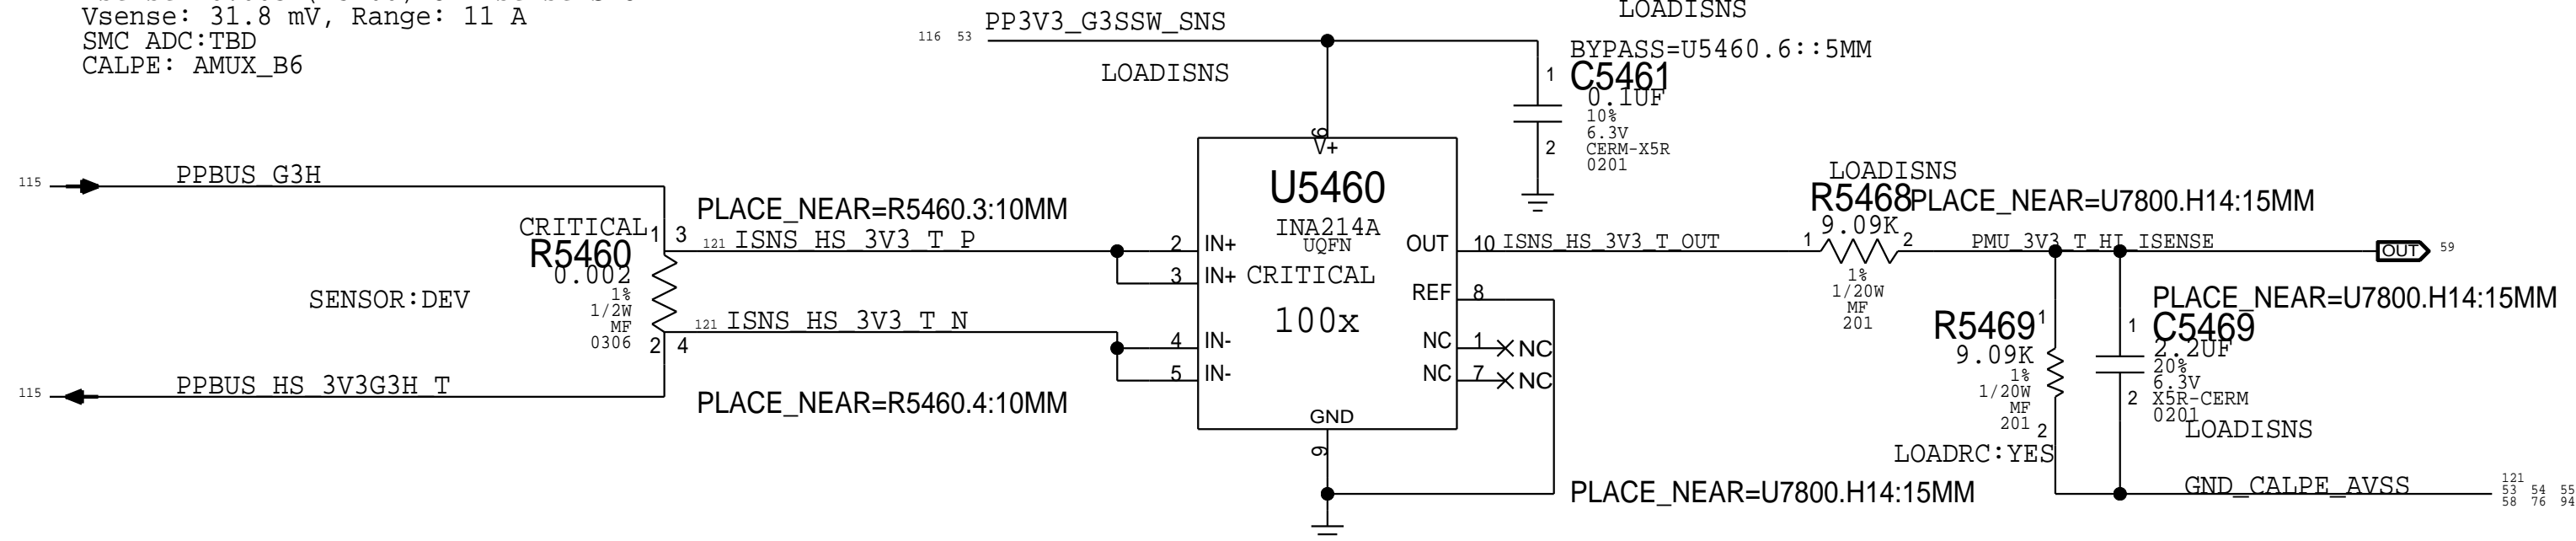 Vsense: 31.8 mV, Range: 11 A
SMC ADC:TBD
CALPE: AMUX_B6
LOADISNS
116 53 PP3V3_G3SSW_SNS
LOADISNS
BYPASS=U5460.6::5MM
1 C5461
0.1UF
10%
6.3V
2 CERM-X5R
0201
6
V+
U5460
INA214A
UQFN
CRITICAL
100x
2 IN+
3 IN+
4 IN-
5 IN-
OUT 10
REF 8
NC 1 NC
NC 7 NC
GND
9
115 PPBUS_G3H
PLACE_NEAR=R5460.3:10MM
CRITICAL 1 3
R5460
0.002
1%
1/2W
MF
0306 2 4
SENSOR:DEV
121 ISNS_HS_3V3_T_P
121 ISNS_HS_3V3_T_N
115 PPBUS_HS_3V3G3H_T
PLACE_NEAR=R5460.4:10MM
ISNS_HS_3V3_T_OUT
LOADISNS
R5468 PLACE_NEAR=U7800.H14:15MM
9.09K
1 2
1%
1/20W
MF
201
PMU_3V3_T_HI_ISENSE
OUT 59
PLACE_NEAR=U7800.H14:15MM
R5469 1
9.09K
1%
1/20W
MF
201 2
LOADRC:YES
1 C5469
2.2UF
20%
6.3V
2 X5R-CERM
0201
LOADISNS
PLACE_NEAR=U7800.H14:15MM
GND_CALPE_AVSS
121
53 54 55
58 76 94